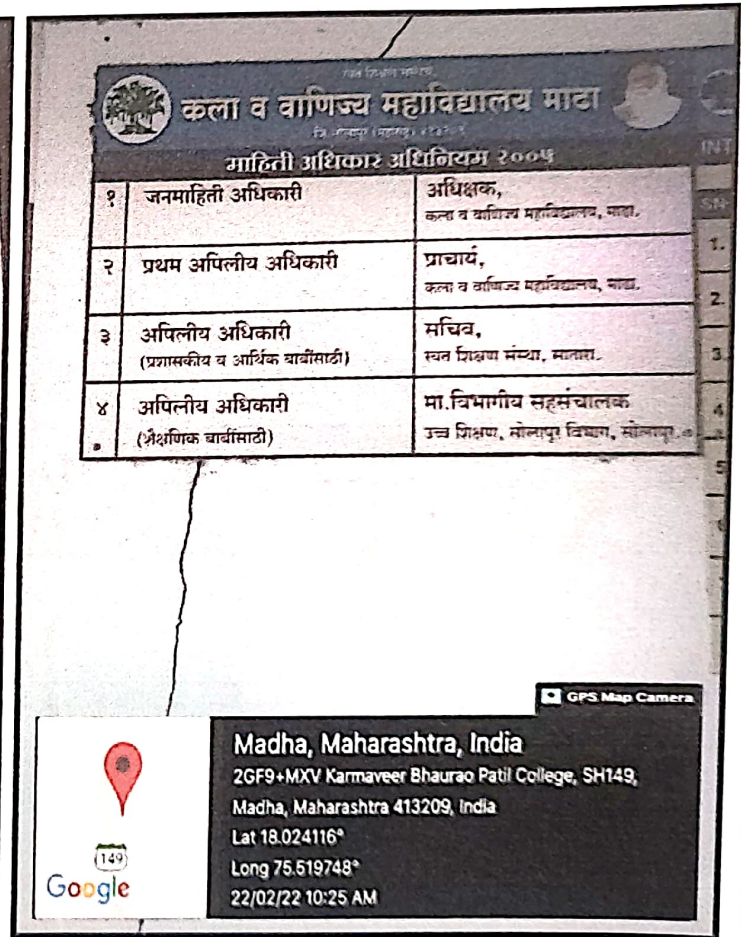 रयत शिक्षण संस्थेचे
कला व वाणिज्य महाविद्यालय माढा
माहिती अधिकार अधिनियम २००५
१ जनमाहिती अधिकारी अधिक्षक,
कला व वाणिज्य महाविद्यालय, माढा.
२ प्रथम अपिलीय अधिकारी प्राचार्य,
कला व वाणिज्य महाविद्यालय, माढा.
३ अपिलीय अधिकारी सचिव,
(प्रशासकीय व आर्थिक बाबींसाठी) रयत शिक्षण संस्था, सातारा.
४ अपिलीय अधिकारी मा.विभागीय सहसंचालक
(शैक्षणिक बाबींसाठी) उच्च शिक्षण, सोलापूर विभाग, सोलापूर.
INT
SN
1.
2.
3.
4
5
GPS Map Camera
Madha, Maharashtra, India
2GF9+MXV Karmaveer Bhaurao Patil College, SH149,
Madha, Maharashtra 413209, India
Lat 18.024116°
Long 75.519748°
22/02/22 10:25 AM
149
Google